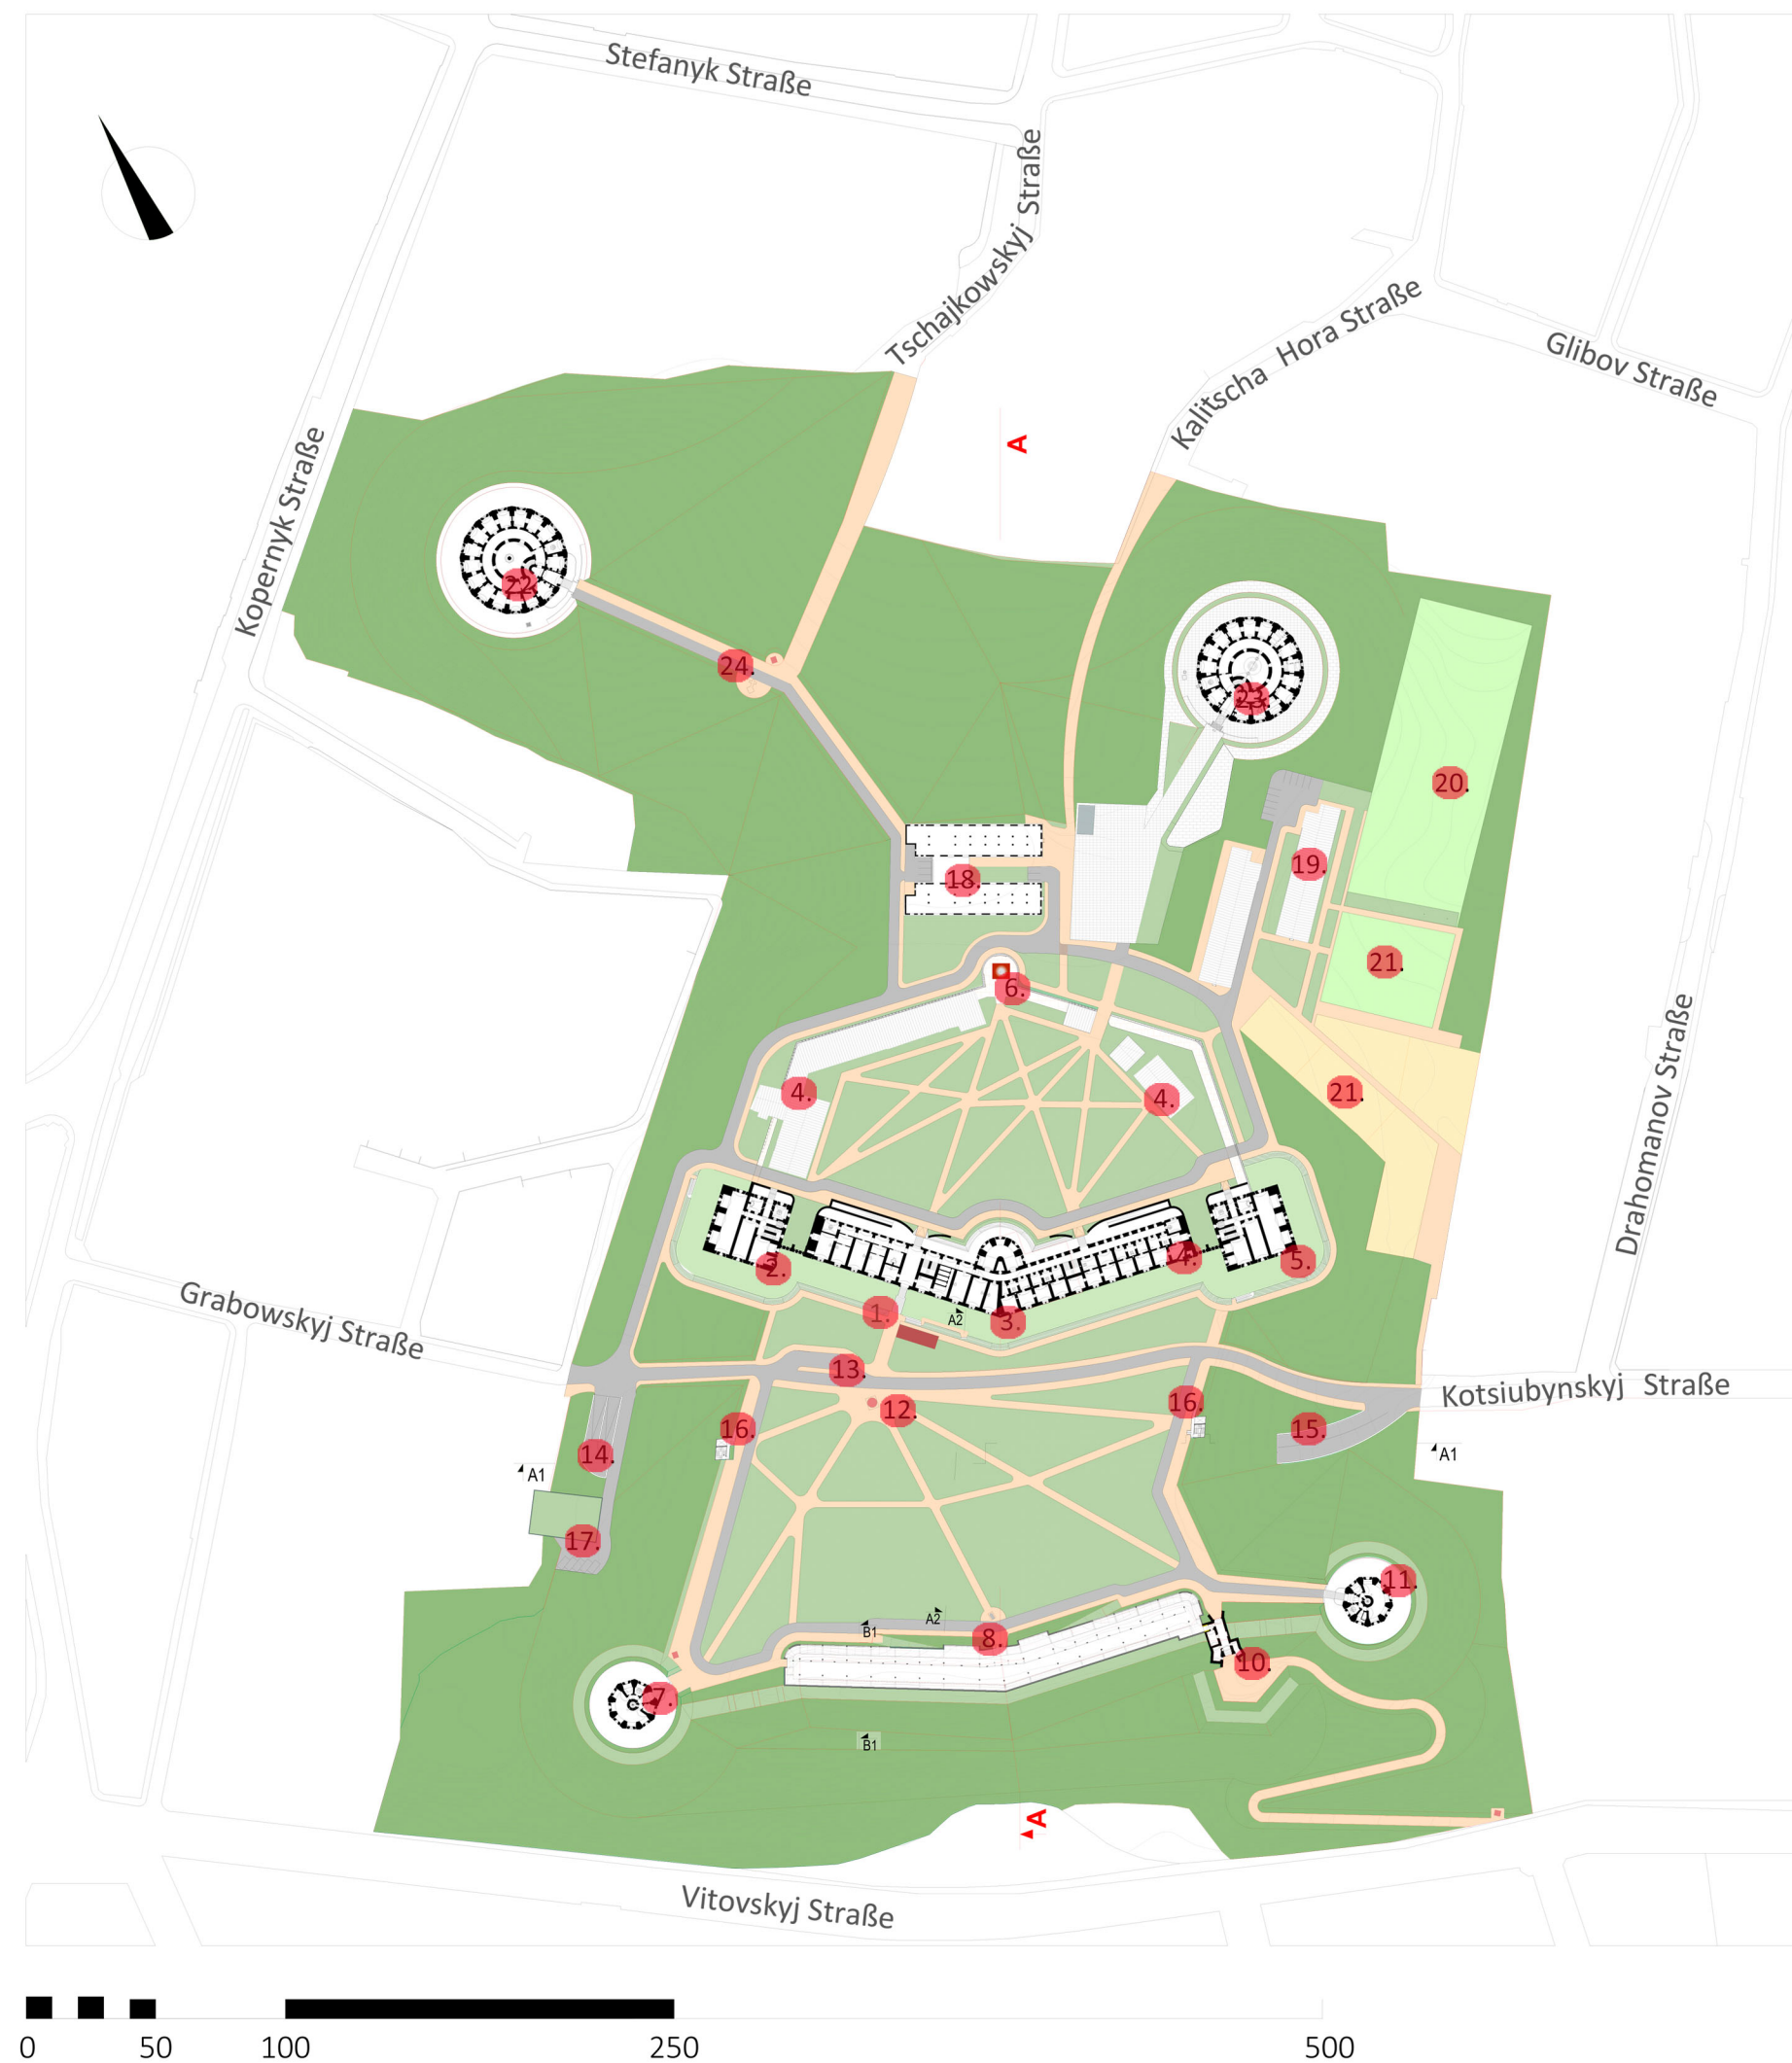 Stefanyk Straße
Tschajkowskyj Straße
Kalitscha Hora Straße
Glibov Straße
Kopernyk Straße
A
22.
24.
23.
20.
18.
19.
21.
6.
21.
4.
4.
Drahomanov Straße
2.
4.
5.
1.
A2
3.
Grabowskyj Straße
13.
Kotsiubynskyj Straße
12.
16.
16.
15.
14.
A1
A1
17.
11.
A2
B1
8.
10.
7.
B1
A
Vitovskyj Straße
0 50 100 250 500